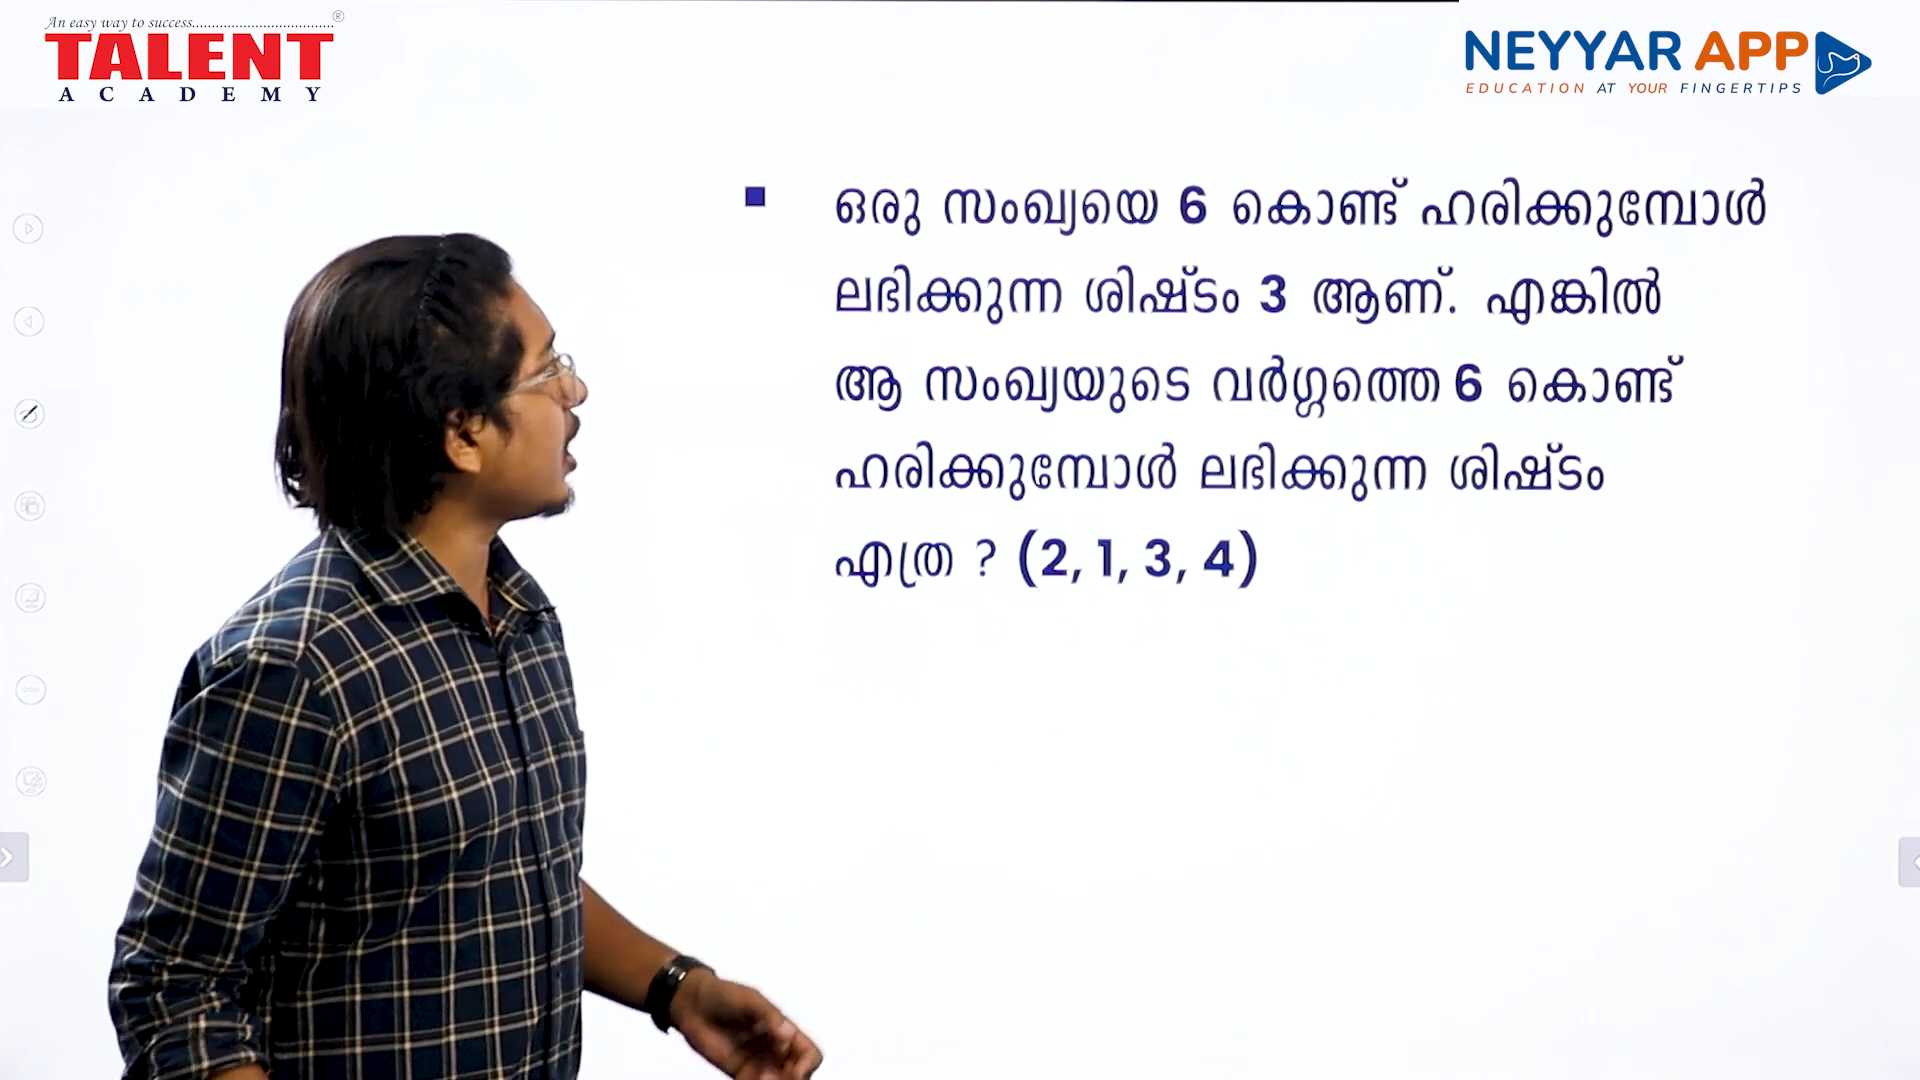 An easy way to success..................................... ®
TALENT
ACADEMY
NEYYAR APP
EDUCATION AT YOUR FINGERTIPS
▪ ഒരു സംഖ്യയെ 6 കൊണ്ട് ഹരിക്കുമ്പോൾ
ലഭിക്കുന്ന ശിഷ്ടം 3 ആണ്. എങ്കിൽ
ആ സംഖ്യയുടെ വർഗ്ഗത്തെ 6 കൊണ്ട്
ഹരിക്കുമ്പോൾ ലഭിക്കുന്ന ശിഷ്ടം
എത്ര ? (2, 1, 3, 4)